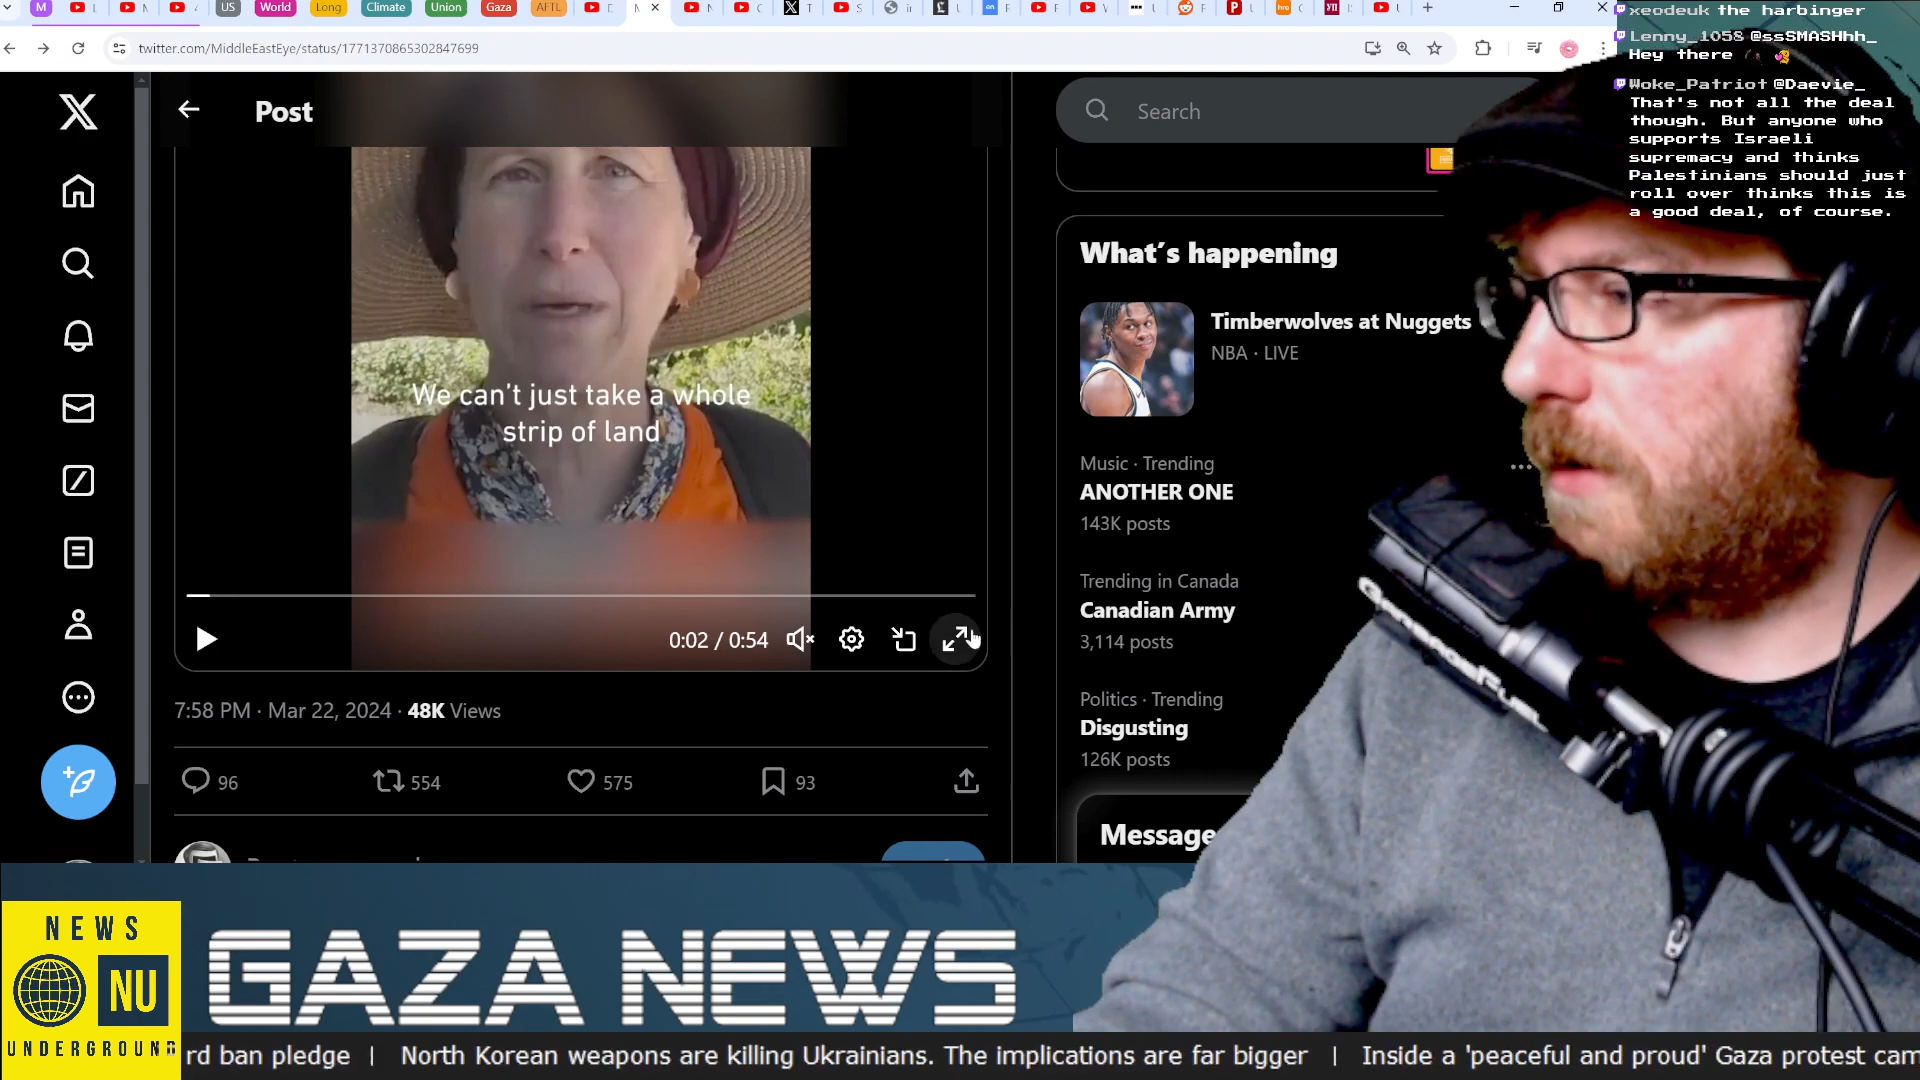 M
US
World
Long
Climate
Union
Gaza
AFTL
twitter.com/MiddleEastEye/status/1771370865302847699
xeodeuk the harbinger
Lenny_1058 @ssSMASHhh_
Hey there
Woke_Patriot @Daevie_
That's not all the deal
though. But anyone who
supports Israeli
supremacy and thinks
Palestinians should just
roll over thinks this is
a good deal, of course.
Post
Search
We can't just take a whole
strip of land
0:02 / 0:54
7:58 PM · Mar 22, 2024 · 48K Views
96
554
575
93
What's happening
Timberwolves at Nuggets
NBA · LIVE
Music · Trending
ANOTHER ONE
143K posts
Trending in Canada
Canadian Army
3,114 posts
Politics · Trending
Disgusting
126K posts
Message
NEWS
NU
UNDERGROUND
GAZA NEWS
rd ban pledge | North Korean weapons are killing Ukrainians. The implications are far bigger | Inside a 'peaceful and proud' Gaza protest cam